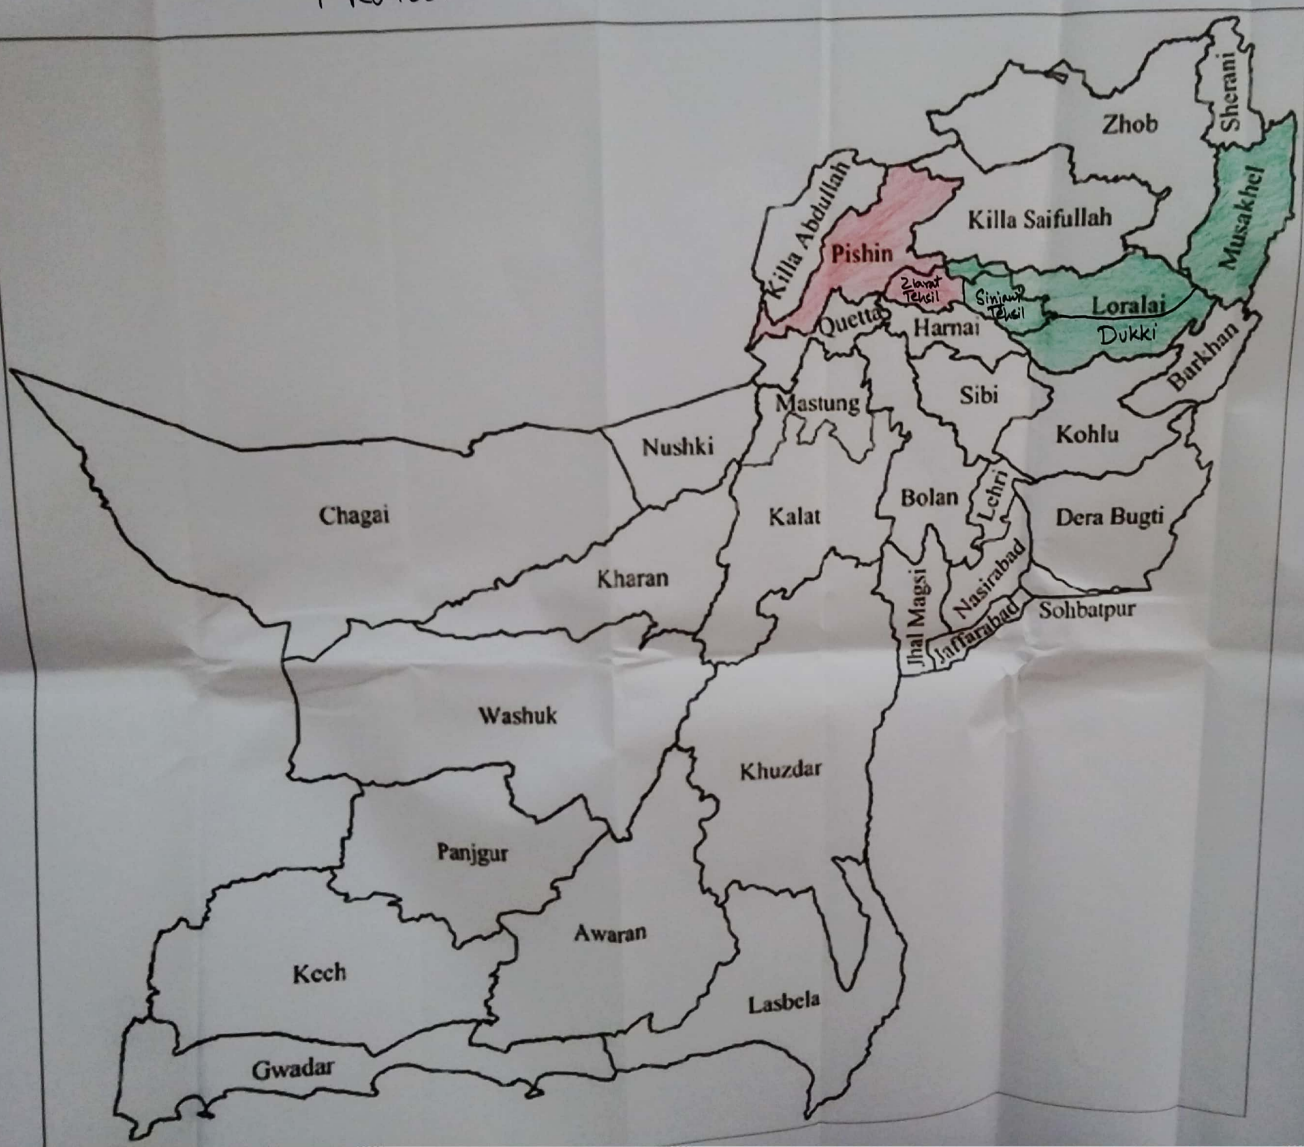 Zhob
Sherani
Musakhel
Killa Abdullah
Killa Saifullah
Pishin
Ziarat
Tehsil
Sinjawi
Tehsil
Loralai
Dukki
Quetta
Harnai
Barkhan
Sibi
Mastung
Kohlu
Nushki
Lehri
Bolan
Chagai
Kalat
Dera Bugti
Kharan
Nasirabad
Jhal Magsi
Sohbatpur
Jaffarabad
Washuk
Khuzdar
Panjgur
Awaran
Kech
Lasbela
Gwadar